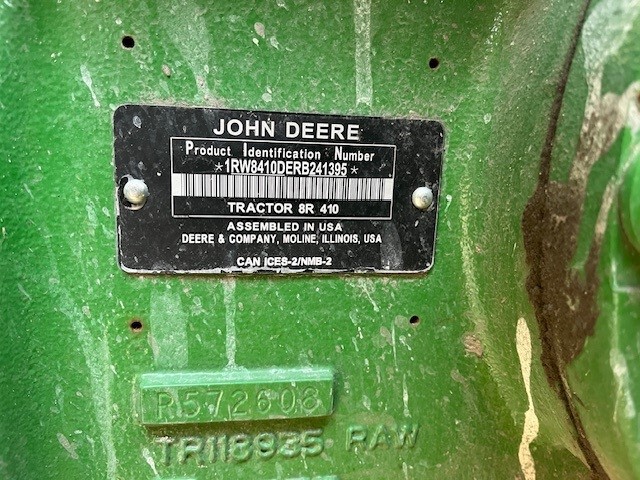 JOHN DEERE
Product Identification Number
*1RW8410DERB241395*
TRACTOR 8R 410
ASSEMBLED IN USA
DEERE & COMPANY, MOLINE, ILLINOIS, USA
CAN ICES-2/NMB-2
R572608
TR118935 RAW